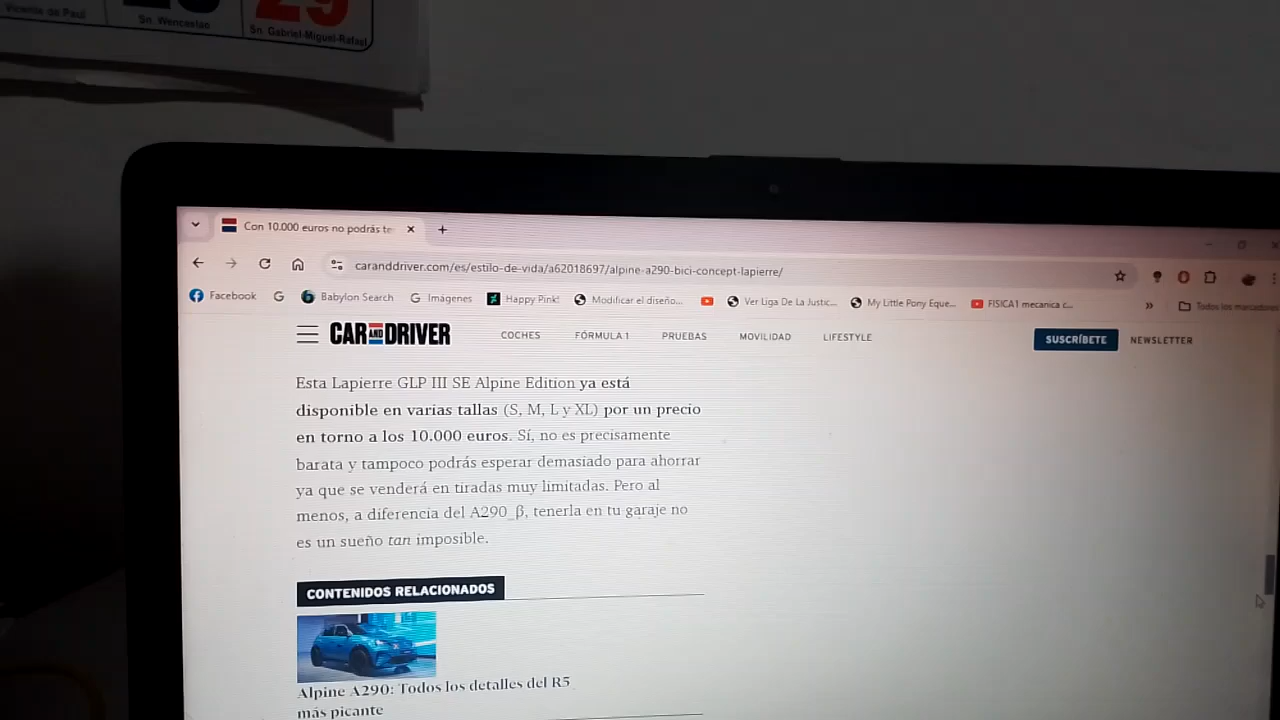 Vicente de Paul
Sn. Wenceslao
29
Sn. Gabriel-Miguel-Rafael
Con 10.000 euros no podrás te
caranddriver.com/es/estilo-de-vida/a62018697/alpine-a290-bici-concept-lapierre/
Facebook G Babylon Search Imágenes Happy Pink! Modificar el diseño... Ver Liga De La Justic... My Little Pony Eque... FISICA1 mecanica c... » Todos los marcadores
CAR AND DRIVER COCHES FÓRMULA 1 PRUEBAS MOVILIDAD LIFESTYLE SUSCRÍBETE NEWSLETTER
Esta Lapierre GLP III SE Alpine Edition ya está
disponible en varias tallas (S, M, L y XL) por un precio
en torno a los 10.000 euros. Sí, no es precisamente
barata y tampoco podrás esperar demasiado para ahorrar
ya que se venderá en tiradas muy limitadas. Pero al
menos, a diferencia del A290_β, tenerla en tu garaje no
es un sueño tan imposible.
CONTENIDOS RELACIONADOS
Alpine A290: Todos los detalles del R5
más picante